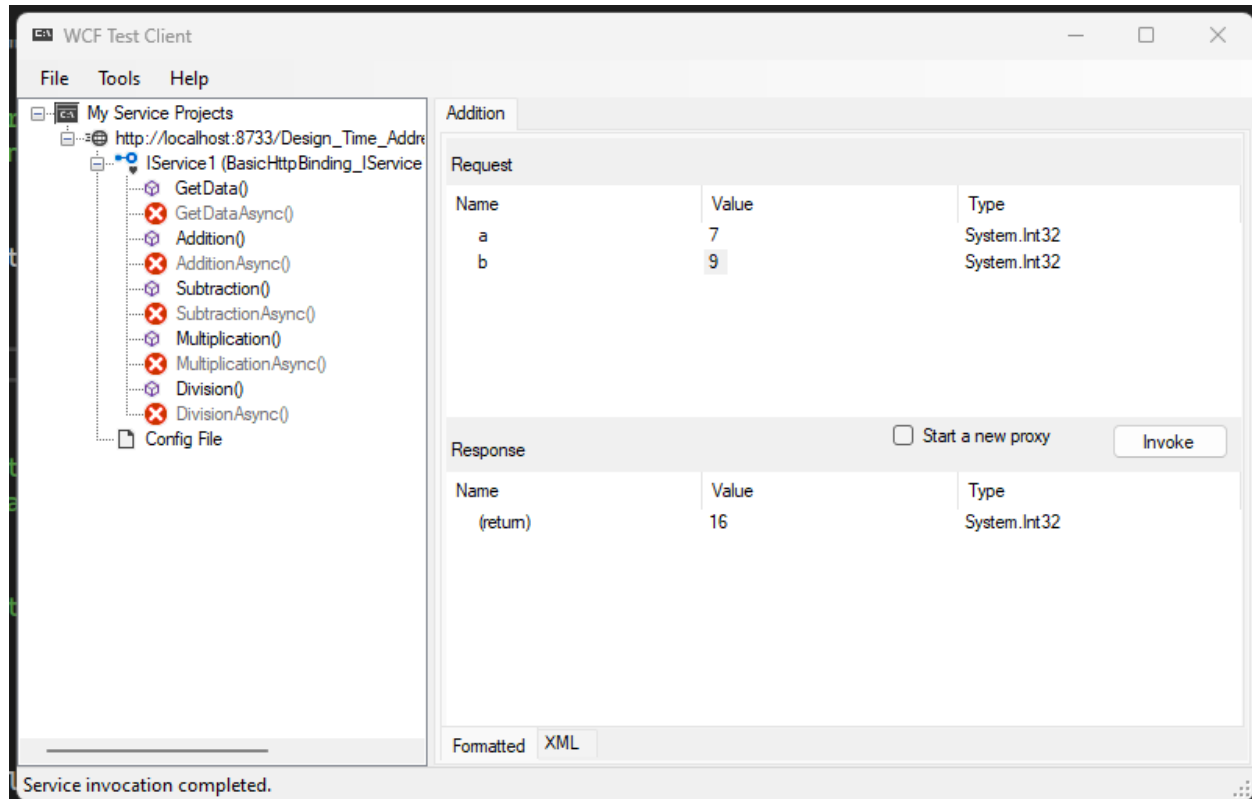 WCF Test Client
File Tools Help
My Service Projects
http://localhost:8733/Design_Time_Addre
IService1 (BasicHttpBinding_IService
GetData()
GetDataAsync()
Addition()
AdditionAsync()
Subtraction()
SubtractionAsync()
Multiplication()
MultiplicationAsync()
Division()
DivisionAsync()
Config File
Addition
Request
Name Value Type
a 7 System.Int32
b 9 System.Int32
Response
Start a new proxy
Invoke
Name Value Type
(return) 16 System.Int32
Formatted XML
Service invocation completed.